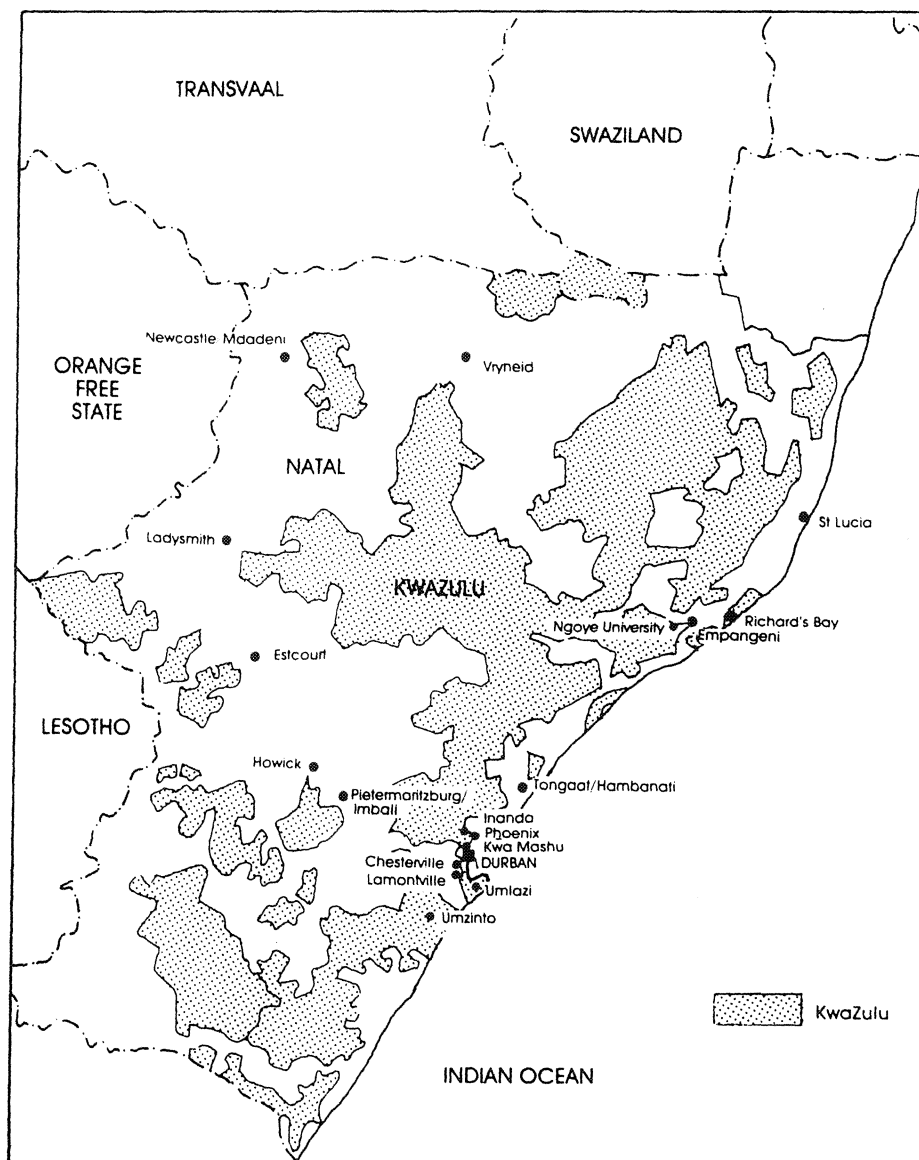 TRANSVAAL
SWAZILAND
Newcastle Mdadeni
Vryneid
ORANGE
FREE
STATE
NATAL
Ladysmith
St Lucia
KWAZULU
Ngoye University
Richard's Bay
Empangeni
Estcourt
LESOTHO
Howick
Pietermaritzburg/
Imbali
Tongaat/Hambanati
Inanda
Phoenix
Kwa Mashu
DURBAN
Chesterville
Lamontville
Umlazi
Umzinto
KwaZulu
INDIAN OCEAN